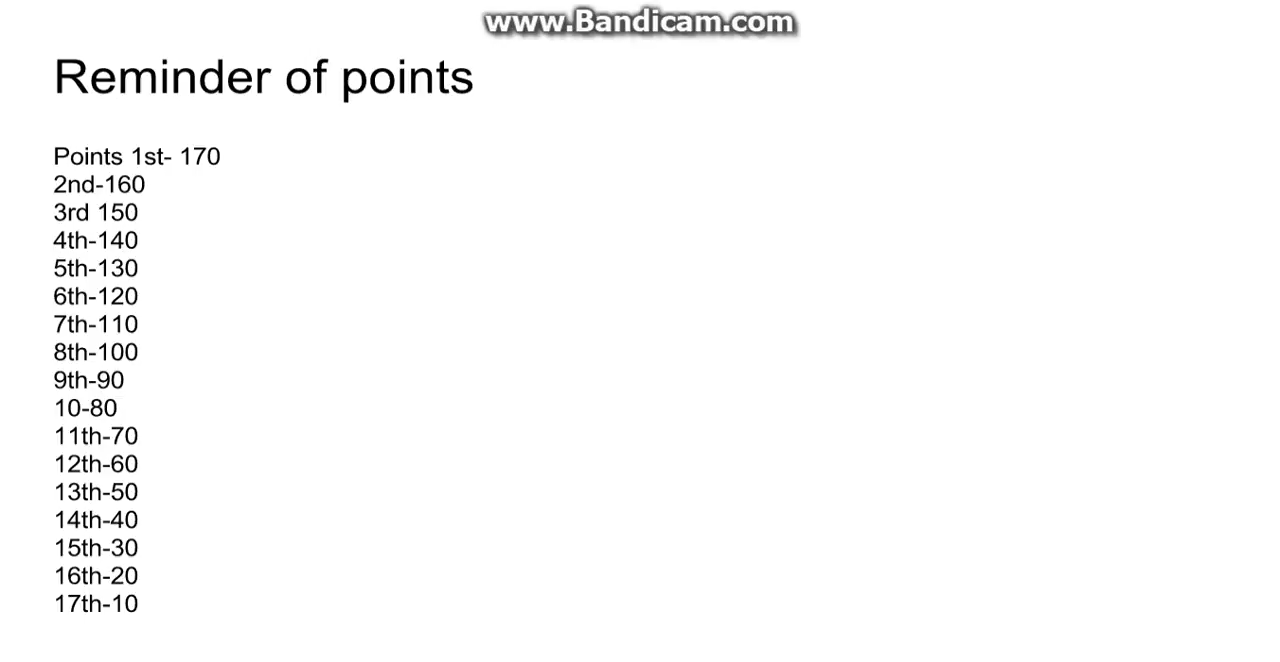 www.Bandicam.com
Reminder of points
Points 1st- 170
2nd-160
3rd 150
4th-140
5th-130
6th-120
7th-110
8th-100
9th-90
10-80
11th-70
12th-60
13th-50
14th-40
15th-30
16th-20
17th-10